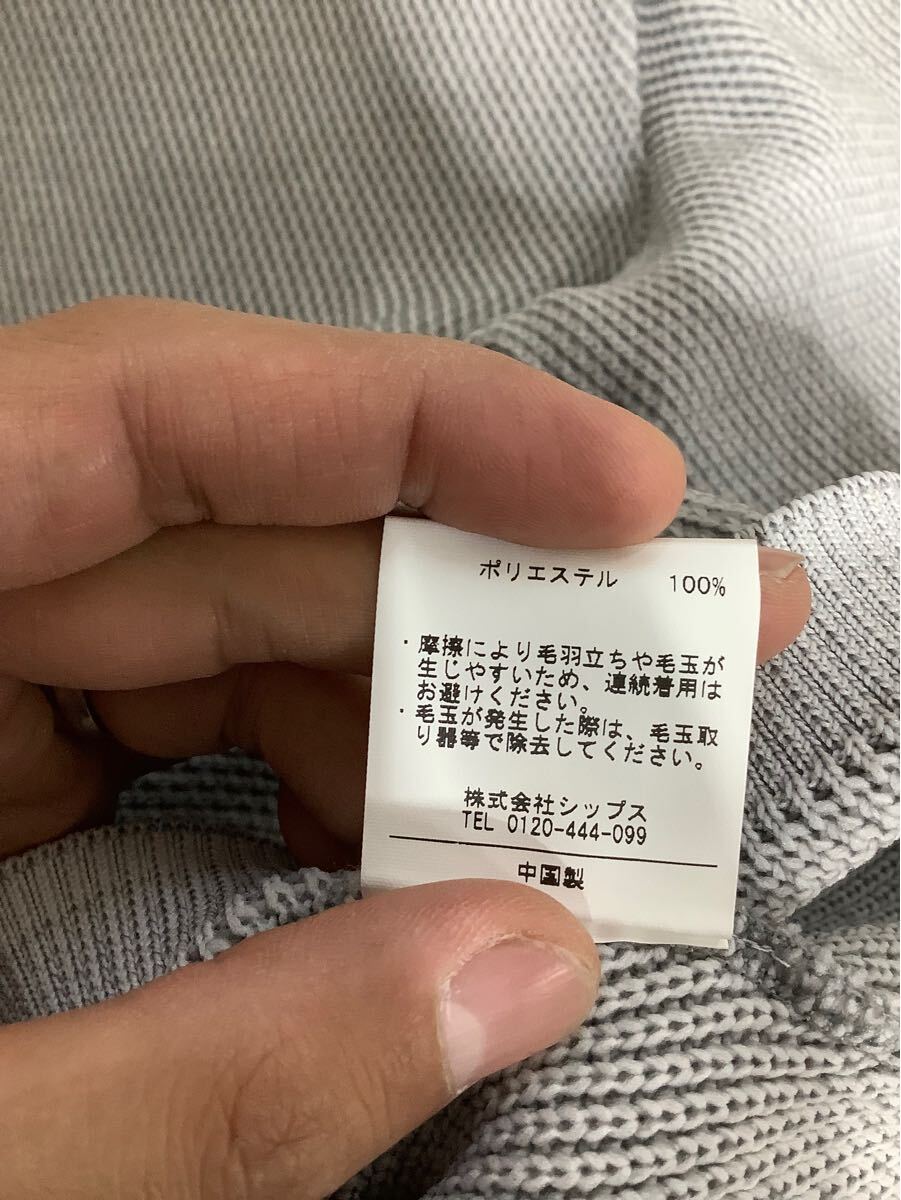 ポリエステル 100%
・摩擦により毛羽立ちや毛玉が
生じやすいため、連続着用は
お避けください。
・毛玉が発生した際は、毛玉取
り器等で除去してください。
株式会社シップス
TEL 0120-444-099
中国製